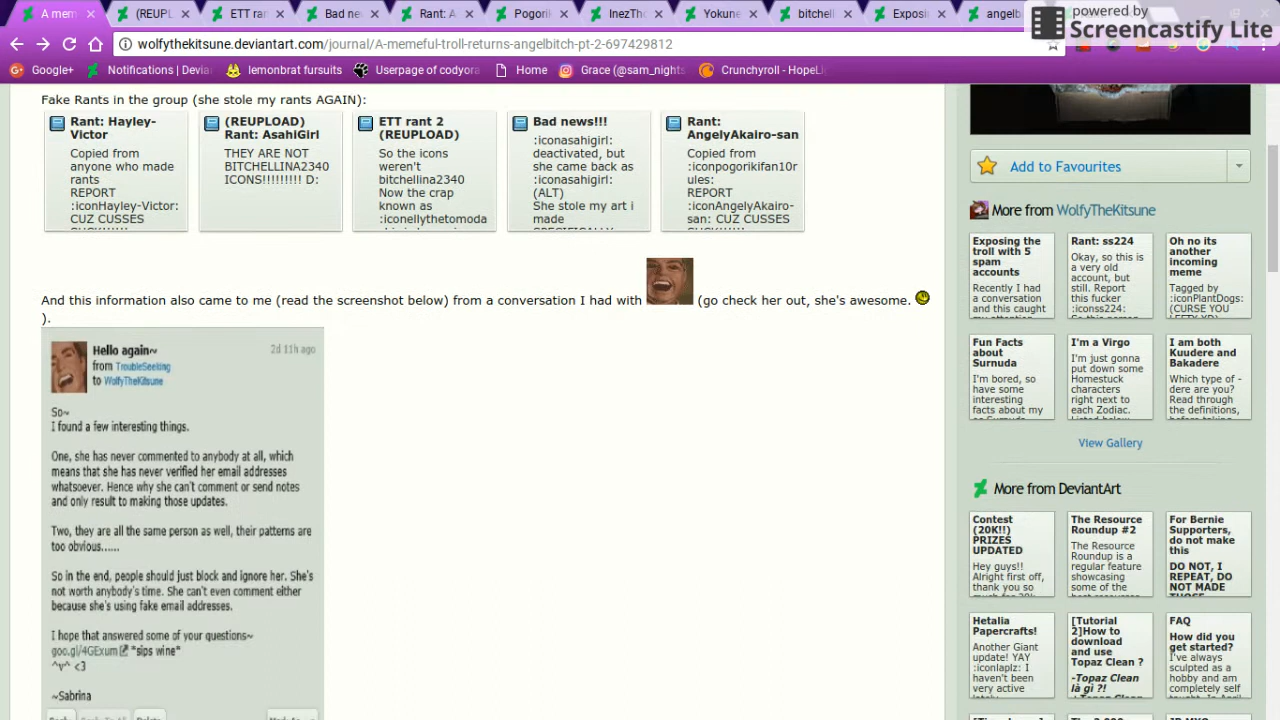 A mem
(REUPL
ETT ran
Bad ne
Rant: A
Pogorik
InezTho
Yokune
bitchell
Exposi
angelb
powered by
Screencastify Lite
wolfythekitsune.deviantart.com/journal/A-memeful-troll-returns-angelbitch-pt-2-697429812
Google+
Notifications | Devia
lemonbrat fursuits
Userpage of codyora
Home
Grace (@sam_nights
Crunchyroll - HopeLi
Fake Rants in the group (she stole my rants AGAIN):
Rant: Hayley-
Victor
Copied from
anyone who made
rants
REPORT
:iconHayley-Victor:
CUZ CUSSES
(REUPLOAD)
Rant: AsahiGirl
THEY ARE NOT
BITCHELLINA2340
ICONS!!!!!!!!! D:
ETT rant 2
(REUPLOAD)
So the icons
weren't
bitchellina2340
Now the crap
known as
:iconellythetomoda
Bad news!!!
:iconasahigirl:
deactivated, but
she came back as
:iconasahigirl:
(ALT)
She stole my art i
made
SPECIFICALLY
Rant:
AngelyAkairo-san
Copied from
:iconpogorikifan10r
ules:
REPORT
:iconAngelyAkairo-
san: CUZ CUSSES
And this information also came to me (read the screenshot below) from a conversation I had with (go check her out, she's awesome.
).
Hello again~
2d 11h ago
from TroubleSeeking
to WolfyTheKitsune
So~
I found a few interesting things.
One, she has never commented to anybody at all, which
means that she has never verified her email addresses
whatsoever. Hence why she can't comment or send notes
and only result to making those updates.
Two, they are all the same person as well, their patterns are
too obvious......
So in the end, people should just block and ignore her. She's
not worth anybody's time. She can't even comment either
because she's using fake email addresses.
I hope that answered some of your questions~
goo.gl/4GExum *sips wine*
^v^ <3
~Sabrina
Add to Favourites
More from WolfyTheKitsune
Exposing the
troll with 5
spam
accounts
Recently I had
a conversation
and this caught
Rant: ss224
Okay, so this is
a very old
account, but
still. Report
this fucker
:iconss224:
Oh no its
another
incoming
meme
Tagged by
:iconPlantDogs:
(CURSE YOU
Fun Facts
about
Surnuda
I'm bored, so
have some
interesting
facts about my
I'm a Virgo
I'm just gonna
put down some
Homestuck
characters
right next to
each Zodiac.
I am both
Kuudere and
Bakadere
Which type of -
dere are you?
Read through
the definitions,
View Gallery
More from DeviantArt
Contest
(20K!!)
PRIZES
UPDATED
Hey guys!!
Alright first off,
thank you so
The Resource
Roundup #2
The Resource
Roundup is a
regular feature
showcasing
some of the
For Bernie
Supporters,
do not make
this
DO NOT, I
REPEAT, DO
NOT MADE
Hetalia
Papercrafts!
Another Giant
update! YAY
:iconlaplz: I
haven't been
very active
[Tutorial
2]How to
download
and use
Topaz Clean ?
-Topaz Clean
là gì ?!
FAQ
How did you
get started?
I've always
sculpted as a
hobby and am
completely self